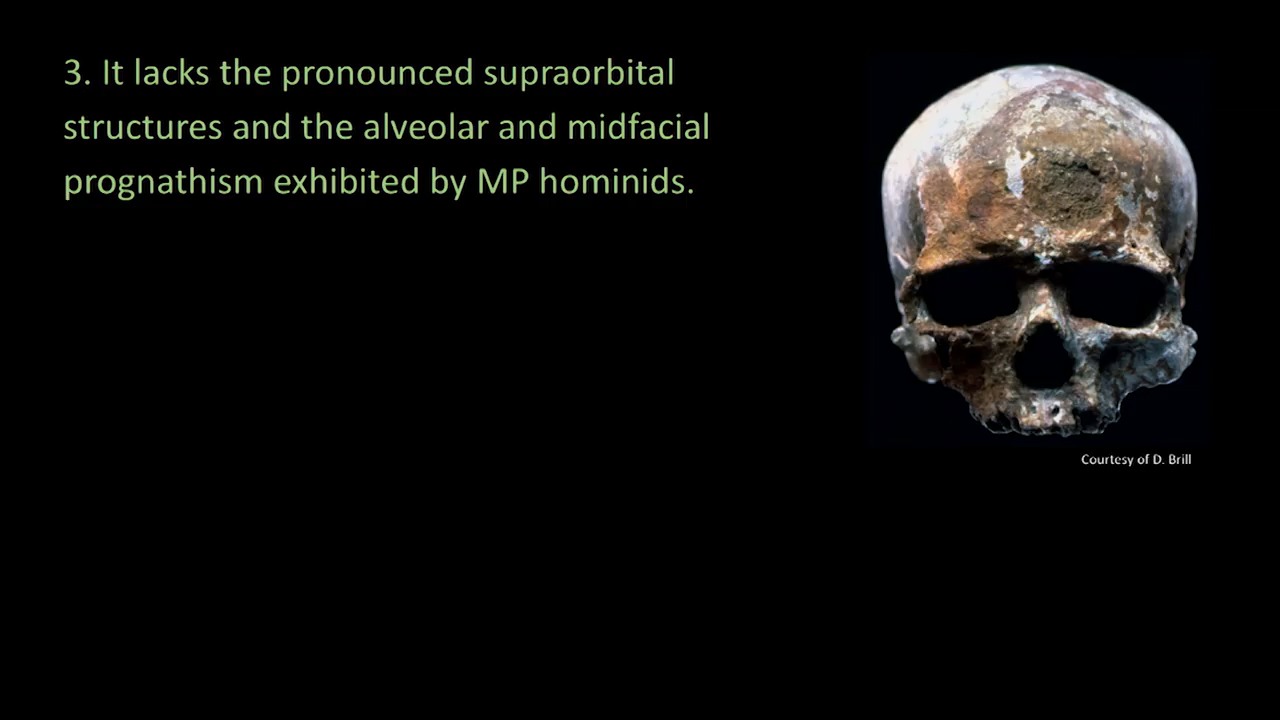 3. It lacks the pronounced supraorbital
structures and the alveolar and midfacial
prognathism exhibited by MP hominids.
Courtesy of D. Brill